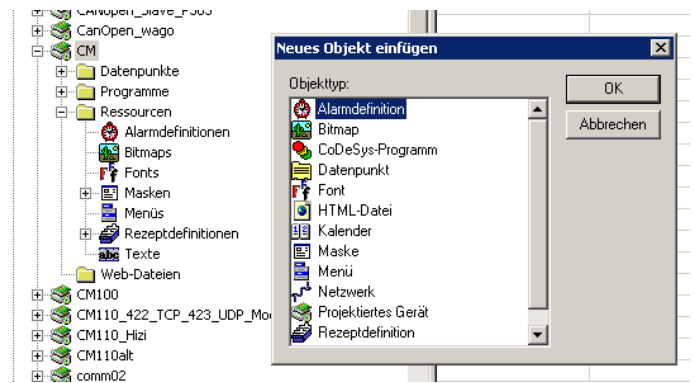 CANopen_Slave_P505
CanOpen_wago
CM
Datenpunkte
Programme
Ressourcen
Alarmdefinitionen
Bitmaps
Fonts
Masken
Menüs
Rezeptdefinitionen
Texte
Web-Dateien
CM100
CM110_422_TCP_423_UDP_Mo
CM110_Hizi
CM110alt
comm02
Neues Objekt einfügen
Objekttyp:
Alarmdefinition
Bitmap
CoDeSys-Programm
Datenpunkt
Font
HTML-Datei
Kalender
Maske
Menü
Netzwerk
Projektiertes Gerät
Rezeptdefinition
OK
Abbrechen